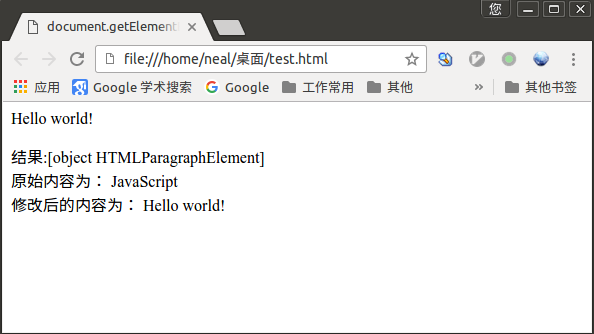 您
document.getElement
file:///home/neal/桌面/test.html
应用 Google 学术搜索 Google 工作常用 其他 » 其他书签
Hello world!
结果:[object HTMLParagraphElement]
原始内容为： JavaScript
修改后的内容为： Hello world!